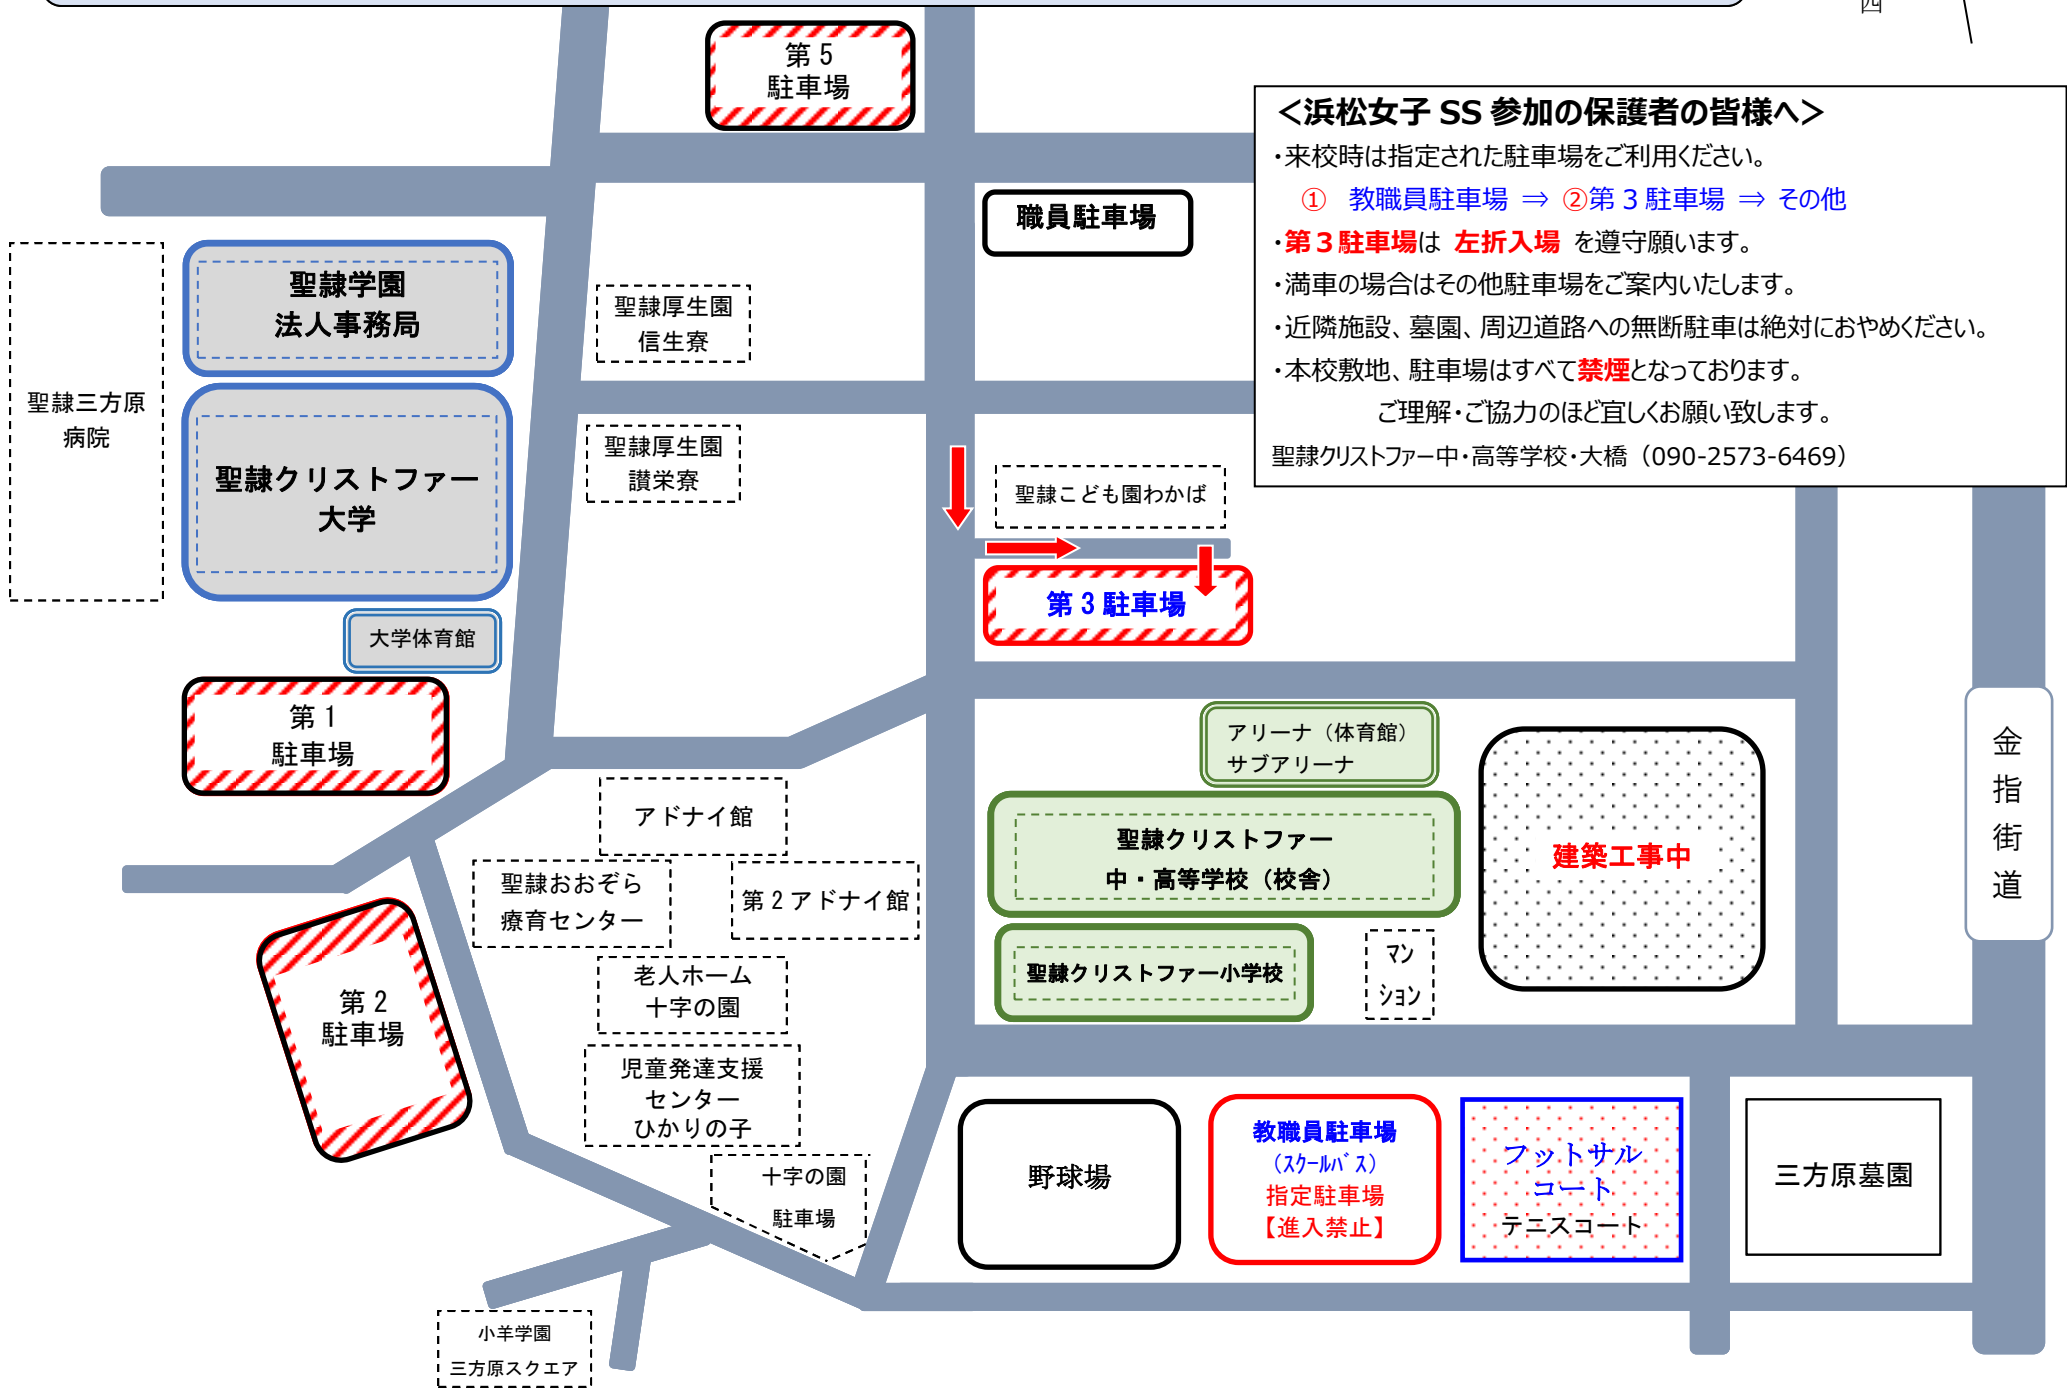 西
第5
駐車場
<浜松女子 SS 参加の保護者の皆様へ>
・来校時は指定された駐車場をご利用ください。
① 教職員駐車場 ⇒ ②第3駐車場 ⇒ その他
・第3駐車場は 左折入場 を遵守願います。
・満車の場合はその他駐車場をご案内いたします。
・近隣施設、墓園、周辺道路への無断駐車は絶対におやめください。
・本校敷地、駐車場はすべて禁煙となっております。
ご理解・ご協力のほど宜しくお願い致します。
聖隷クリストファー中・高等学校・大橋（090-2573-6469）
職員駐車場
聖隷学園
法人事務局
聖隷厚生園
信生寮
聖隷三方原
病院
聖隷クリストファー
大学
聖隷厚生園
讃栄寮
聖隷こども園わかば
第3駐車場
大学体育館
第1
駐車場
アリーナ（体育館）
サブアリーナ
金
指
街
道
アドナイ館
聖隷クリストファー
中・高等学校（校舎）
建築工事中
聖隷おおぞら
療育センター
第2アドナイ館
聖隷クリストファー小学校
マン
ション
老人ホーム
十字の園
第2
駐車場
児童発達支援
センター
ひかりの子
十字の園
駐車場
野球場
教職員駐車場
（スクールバス）
指定駐車場
【進入禁止】
フットサル
コート
テニスコート
三方原墓園
小羊学園
三方原スクエア